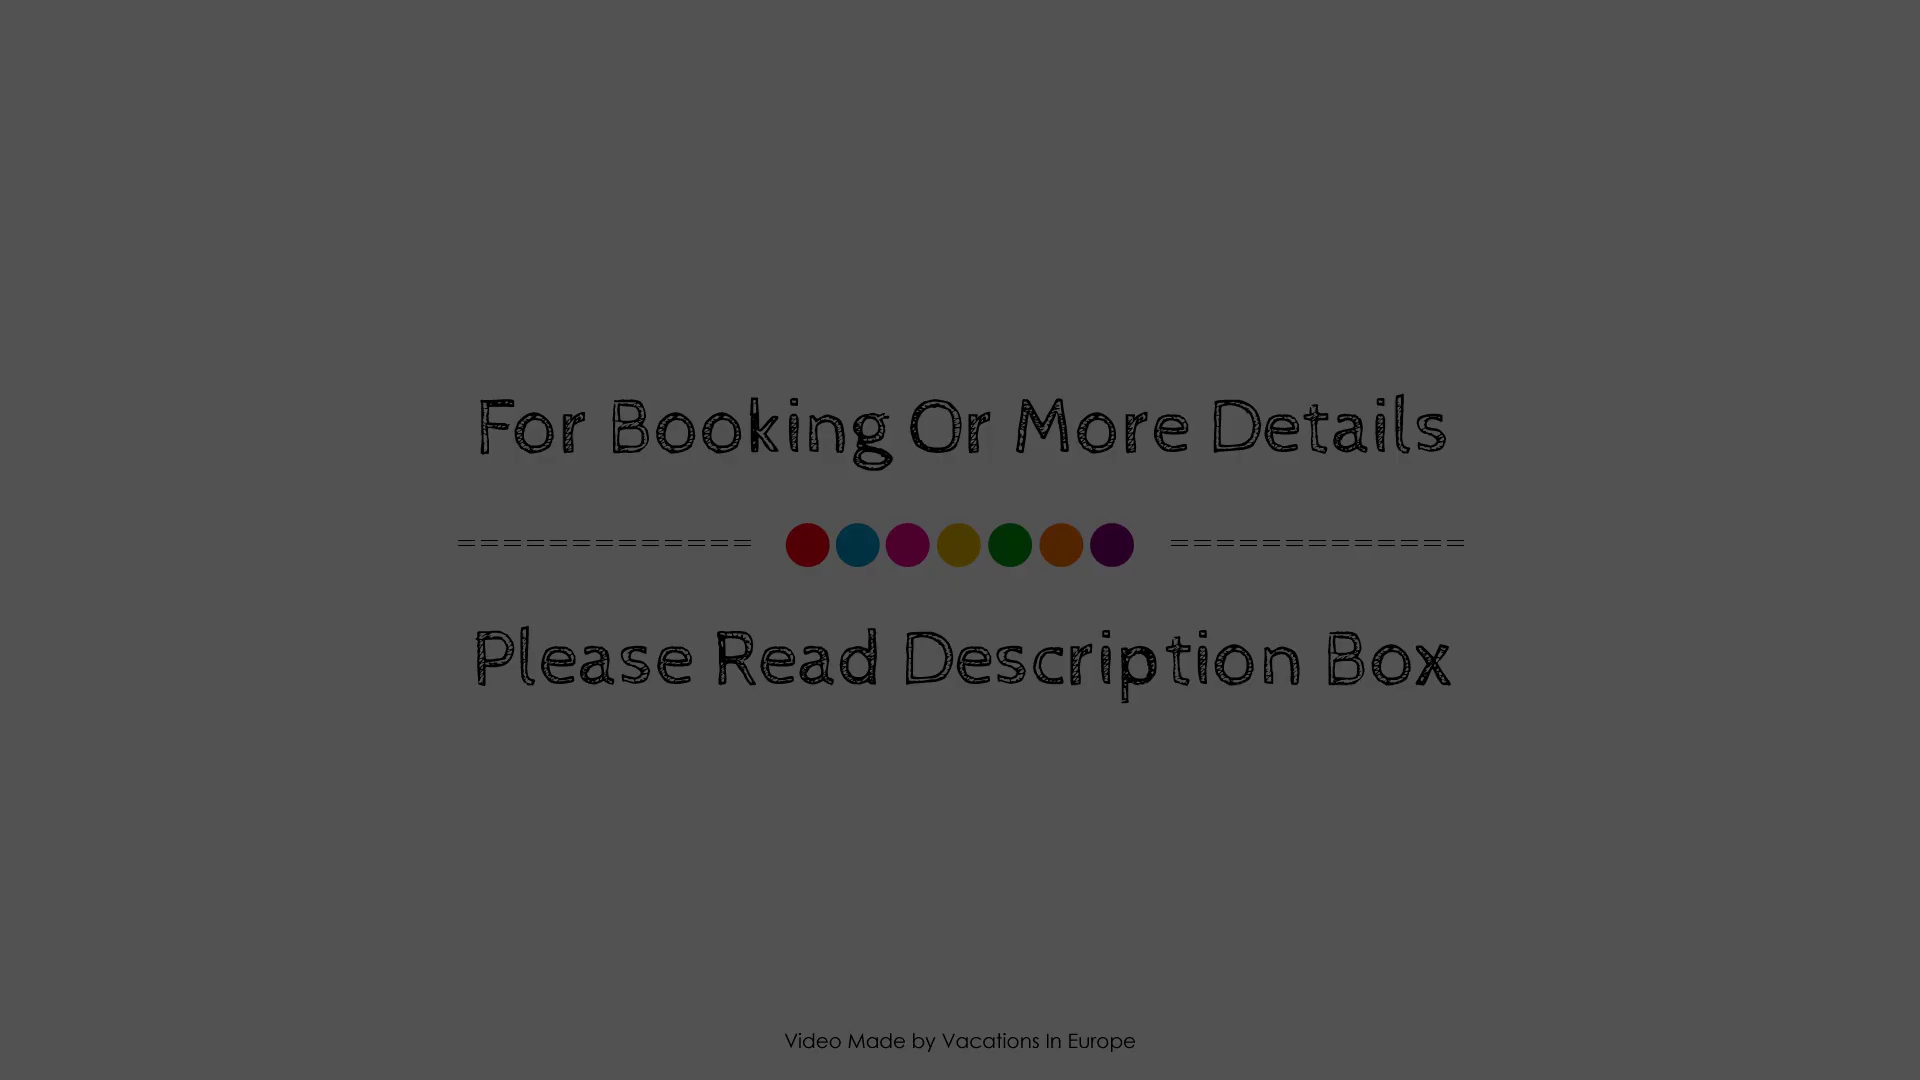 For Booking Or More Details
============= =============
Please Read Description Box
Video Made by Vacations In Europe